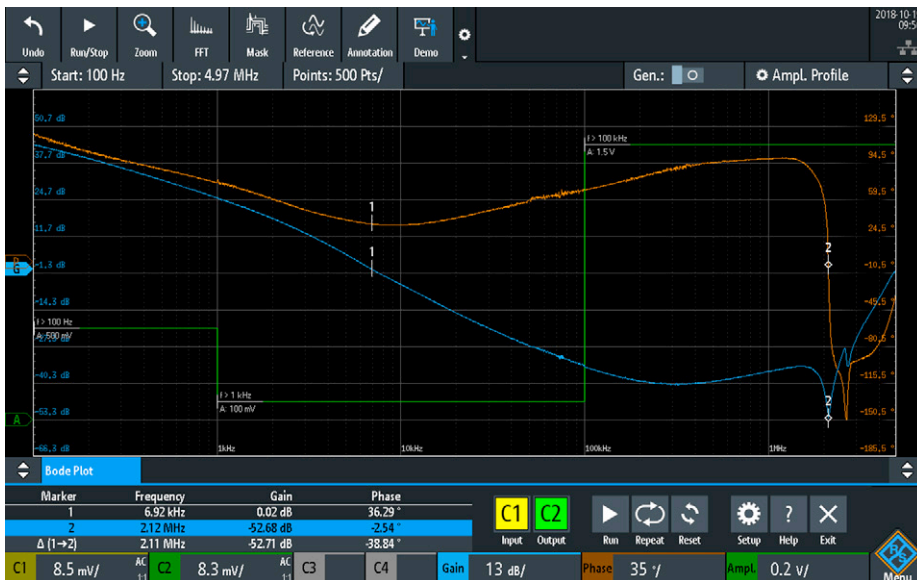 2018-10-1
09:5
Undo Run/Stop Zoom FFT Mask Reference Annotation Demo
Start: 100 Hz Stop: 4.97 MHz Points: 500 Pts/ Gen.: Ampl. Profile
50.7 dB 129.5 °
f> 100 kHz
37.7 dB A: 1.5 V 94.5 °
24.7 dB 59.5 °
1
11.7 dB 24.5 °
1 2
G -1.3 dB -10.5 °
-14.3 dB -45.5 °
f> 100 Hz
A: 500 mV -80.5 °
-40.3 dB -115.5 °
f> 1 kHz
A: 100 mV 2
A -53.3 dB -150.5 °
-66.3 dB 1kHz 10kHz 100kHz 1MHz -185.5 °
Bode Plot
Marker Frequency Gain Phase
1 6.92 kHz 0.02 dB 36.29 °
2 2.12 MHz -52.68 dB -2.54 °
Δ (1→2) 2.11 MHz -52.71 dB -38.84 °
C1 C2 ?
Input Output Run Repeat Reset Setup Help Exit
C1 8.5 mV/ AC 1:1 C2 8.3 mV/ AC 1:1 C3 C4 Gain 13 dB/ Phase 35 °/ Ampl. 0.2 V/ Menu